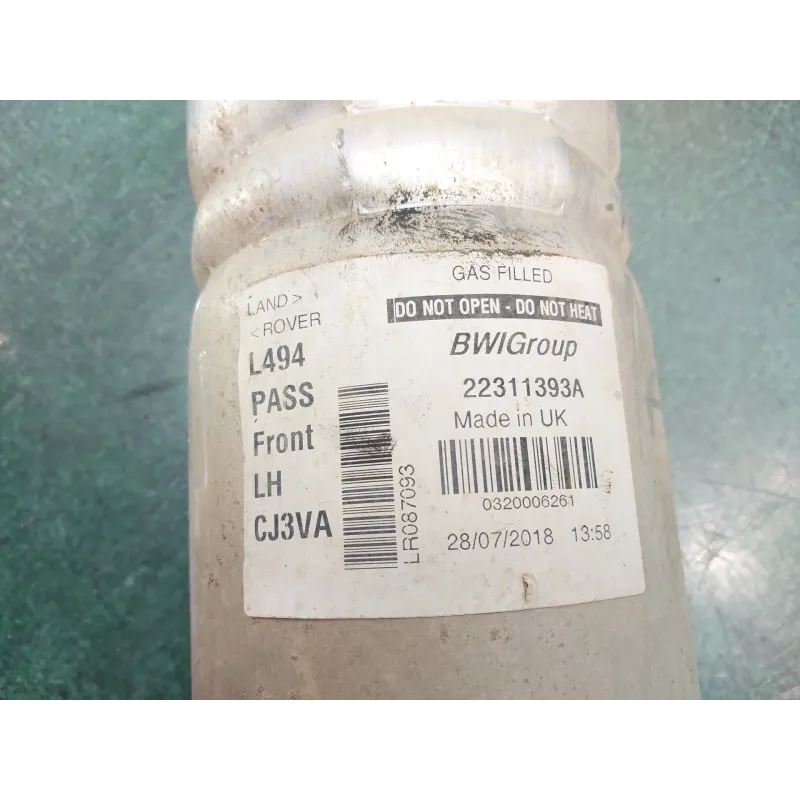 LAND>
<ROVER
L494
PASS
Front
LH
CJ3VA
LR087093
GAS FILLED
DO NOT OPEN - DO NOT HEAT
BWIGroup
22311393A
Made in UK
0320006261
28/07/2018 13:58